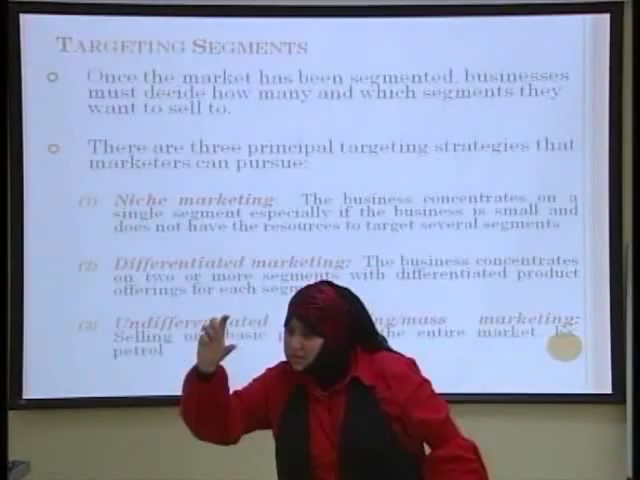 TARGETING SEGMENTS
Once the market has been segmented, businesses
must decide how many and which segments they
want to sell to.
There are three principal targeting strategies that
marketers can pursue:
(1) Niche marketing: The business concentrates on a
single segment especially if the business is small and
does not have the resources to target several segments
(2) Differentiated marketing: The business concentrates
on two or more segments with differentiated product
offerings for each
(3) Undifferentiated /mass marketing:
Selling basic the entire market
petrol